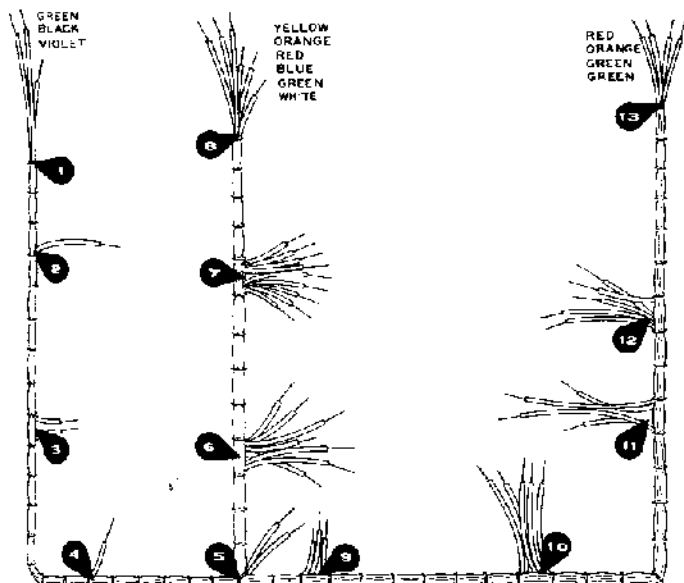 GREEN
BLACK
VIOLET
YELLOW
ORANGE
RED
BLUE
GREEN
WHITE
RED
ORANGE
GREEN
GREEN
1
8
13
2
7
12
3
6
11
4
5
9
10